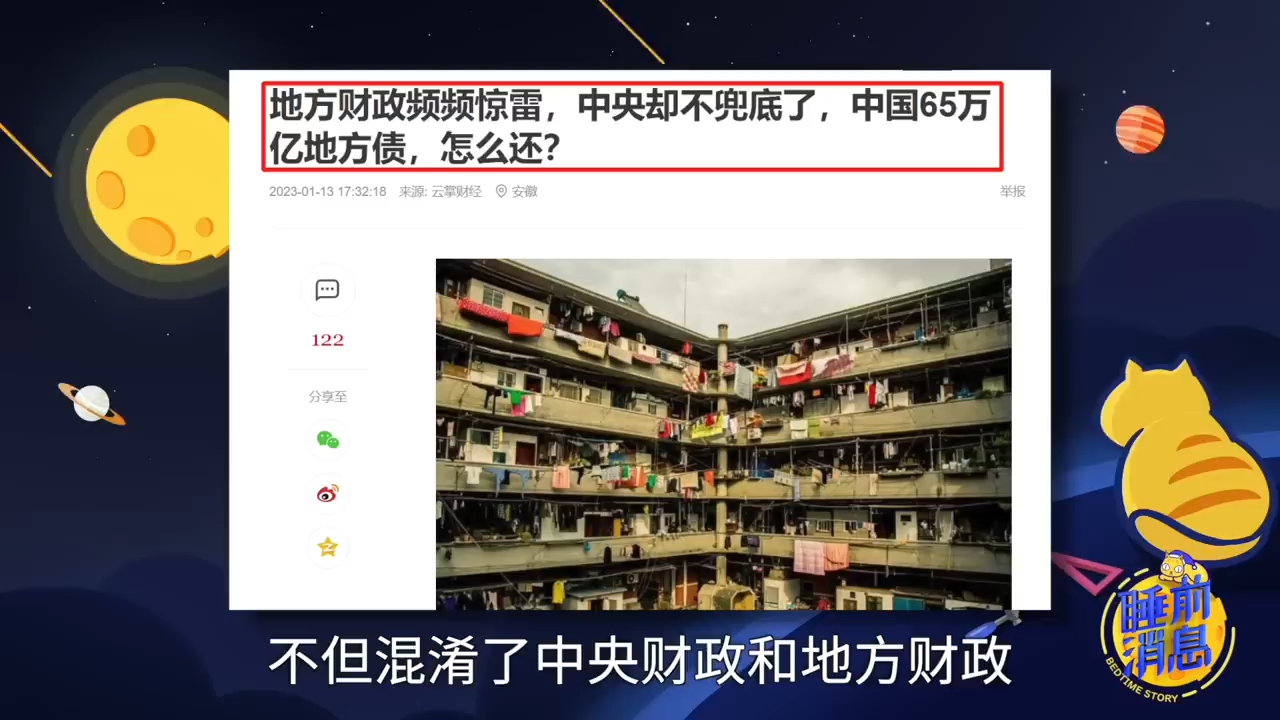 地方财政频频惊雷，中央却不兜底了，中国65万
亿地方债，怎么还？
2023-01-13 17:32:18 来源: 云掌财经 安徽
举报
122
分享至
不但混淆了中央财政和地方财政
睡前
消息
BEDTIME STORY